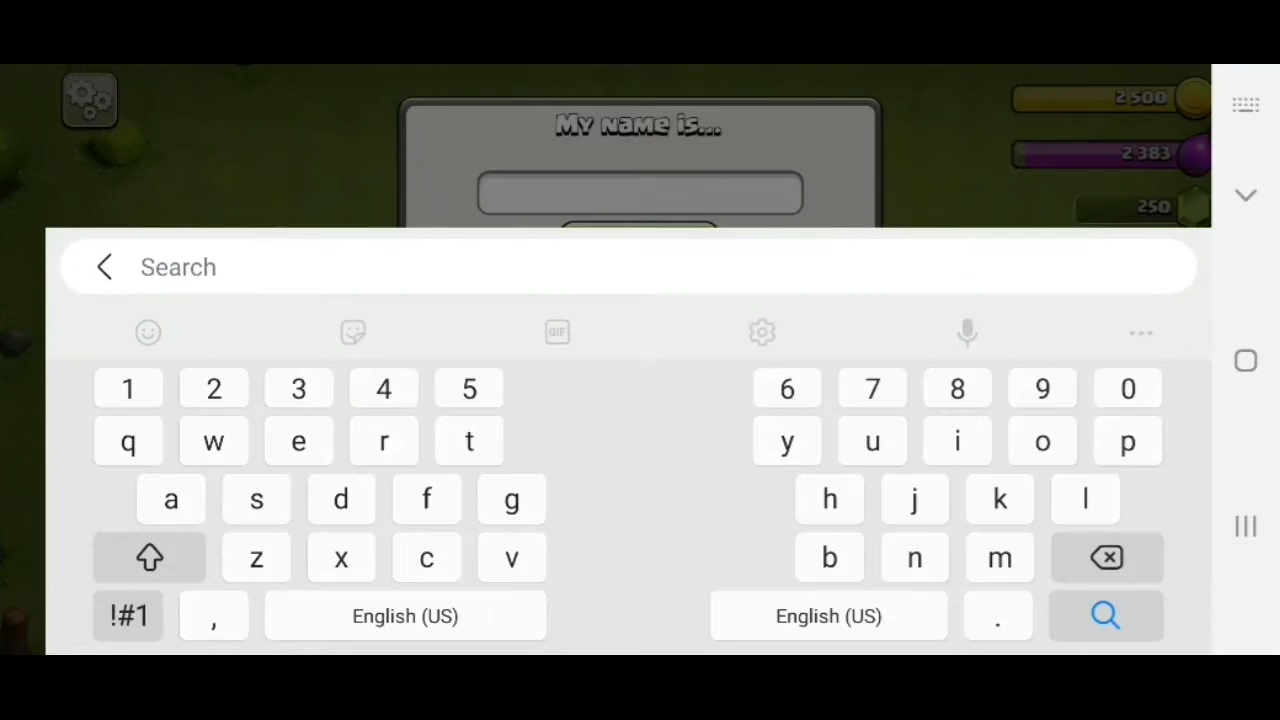 My name is...
2 500
2 383
250
Search
GIF
1 2 3 4 5 6 7 8 9 0
q w e r t y u i o p
a s d f g h j k l
z x c v b n m
!#1 , English (US) English (US) .